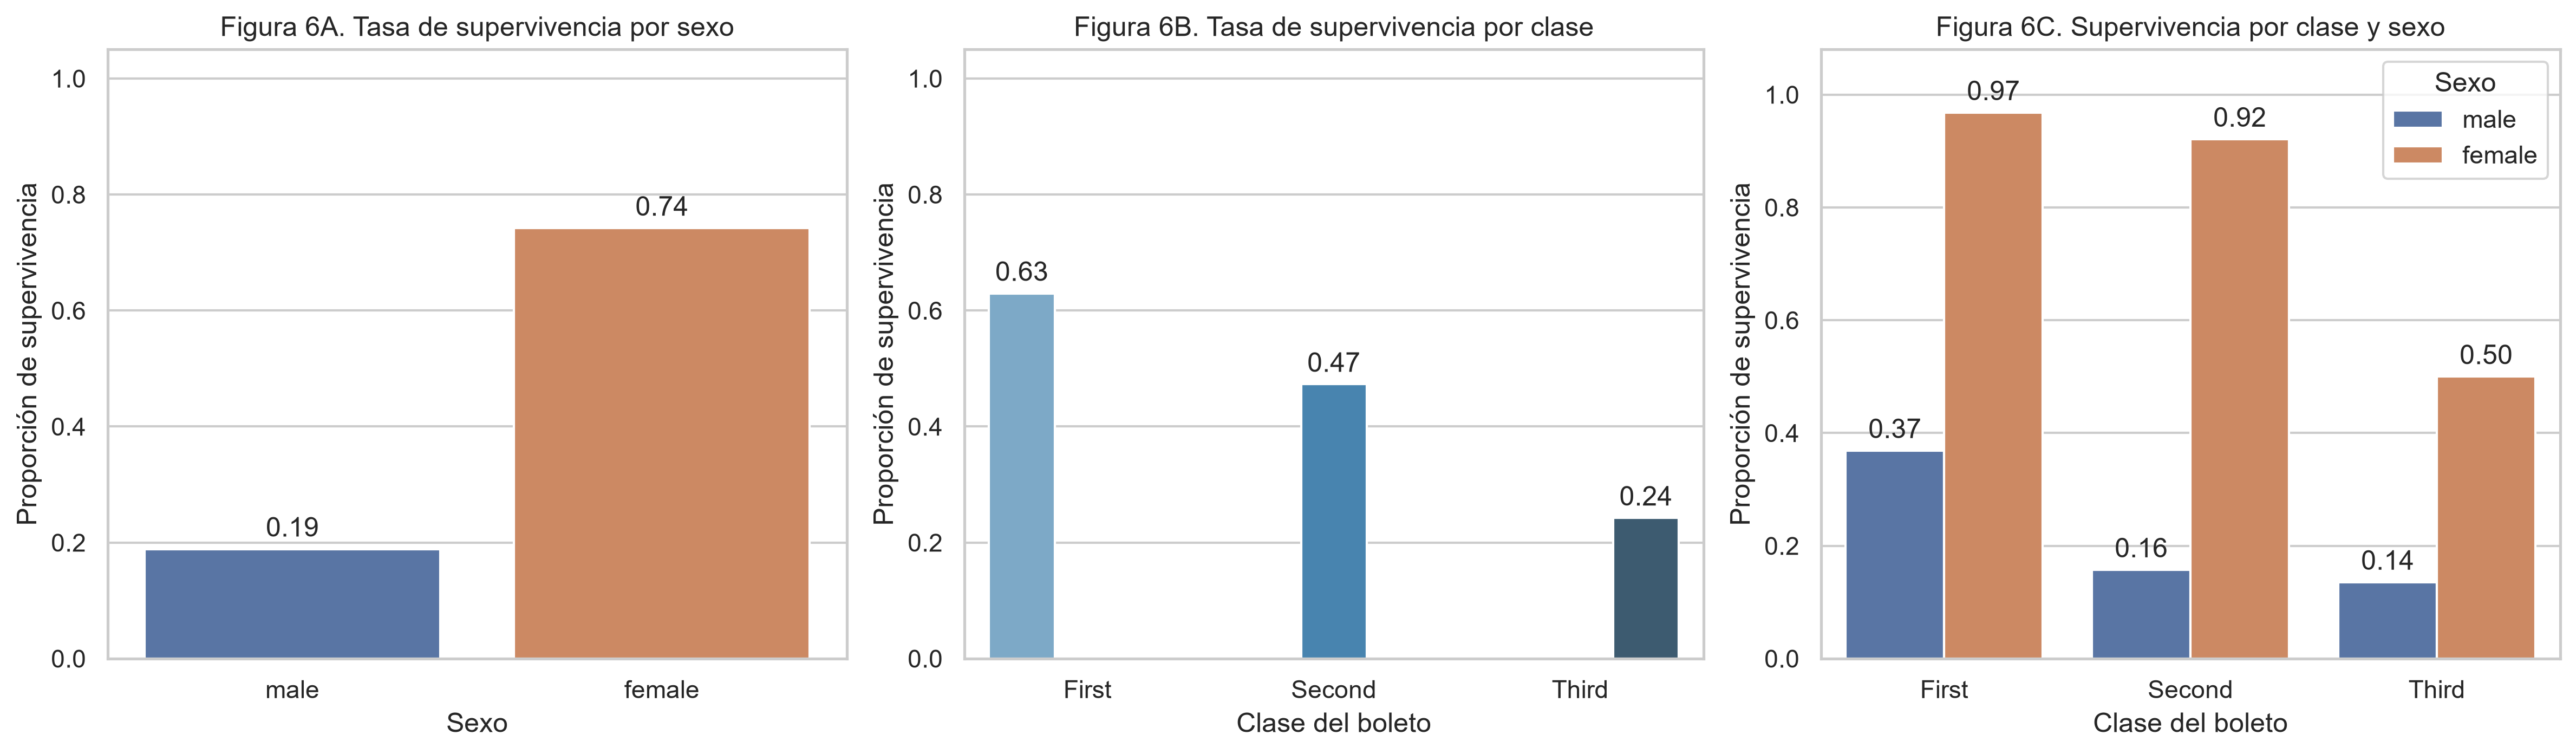 Figura 6A. Tasa de supervivencia por sexo
Proporción de supervivencia
1.0
0.8
0.6
0.4
0.2
0.0
0.19
0.74
male
female
Sexo
Figura 6B. Tasa de supervivencia por clase
Proporción de supervivencia
1.0
0.8
0.6
0.4
0.2
0.0
0.63
0.47
0.24
First
Second
Third
Clase del boleto
Figura 6C. Supervivencia por clase y sexo
Proporción de supervivencia
1.0
0.8
0.6
0.4
0.2
0.0
0.37
0.97
0.16
0.92
0.14
0.50
Sexo
male
female
First
Second
Third
Clase del boleto